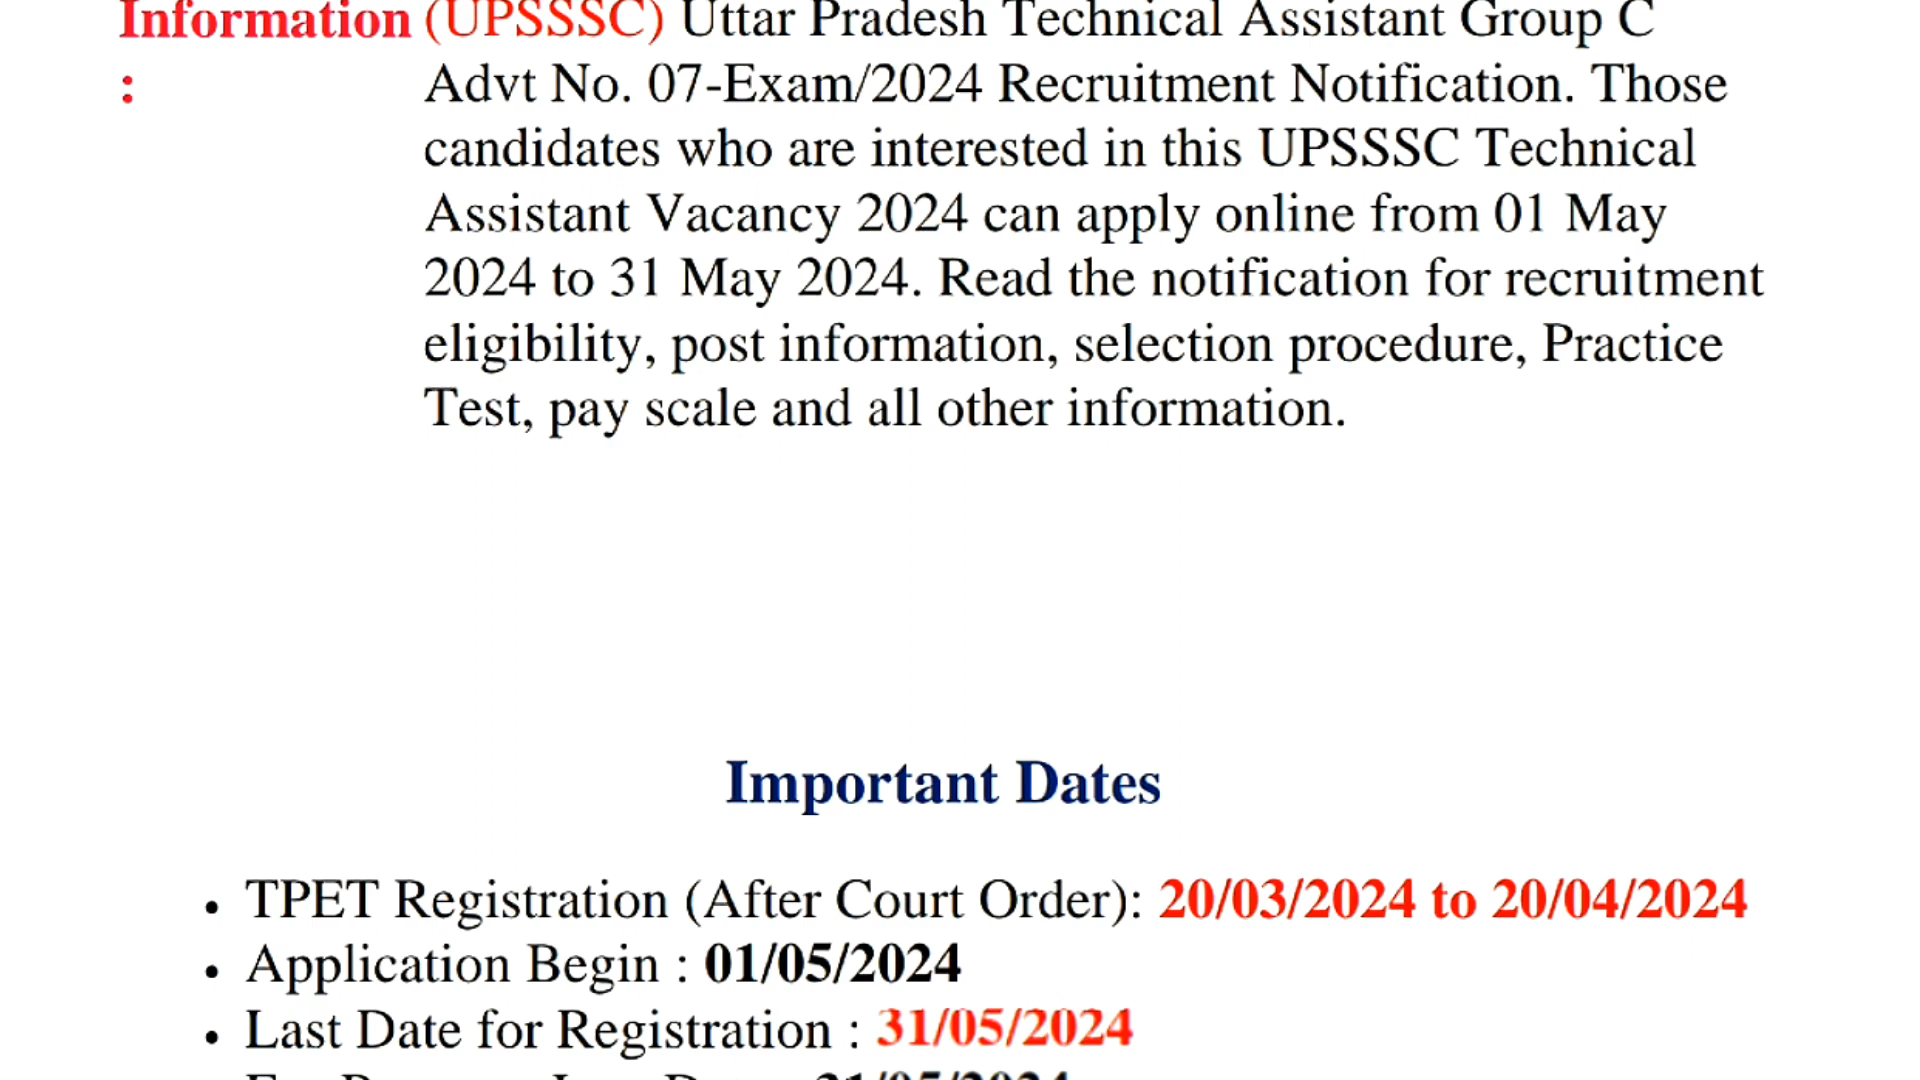 Information (UPSSSC) Uttar Pradesh Technical Assistant Group C
: Advt No. 07-Exam/2024 Recruitment Notification. Those
candidates who are interested in this UPSSSC Technical
Assistant Vacancy 2024 can apply online from 01 May
2024 to 31 May 2024. Read the notification for recruitment
eligibility, post information, selection procedure, Practice
Test, pay scale and all other information.
Important Dates
• TPET Registration (After Court Order): 20/03/2024 to 20/04/2024
• Application Begin : 01/05/2024
• Last Date for Registration : 31/05/2024
31/05/2024